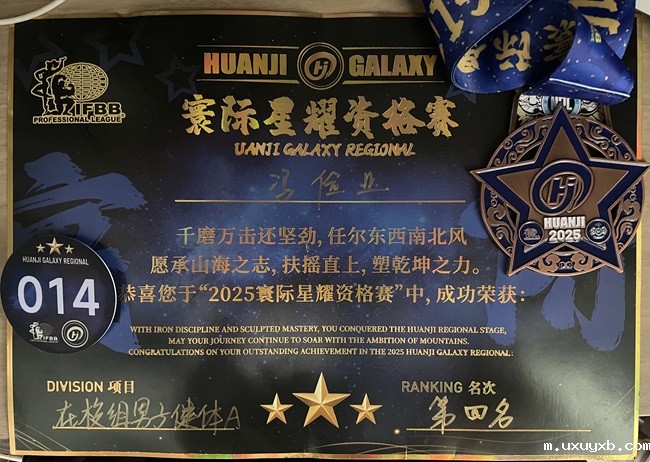 HUANJI GALAXY
IFBB
PROFESSIONAL LEAGUE
寰际星耀资格赛
UANJI GALAXY REGIONAL
千磨万击还坚劲,任尔东西南北风
愿承山海之志,扶摇直上,塑乾坤之力。
恭喜您于“2025寰际星耀资格赛”中,成功荣获:
WITH IRON DISCIPLINE AND SCULPTED MASTERY, YOU CONQUERED THE HUANJI REGIONAL STAGE,
MAY YOUR JOURNEY CONTINUE TO SOAR WITH THE AMBITION OF MOUNTAINS.
CONGRATULATIONS ON YOUR OUTSTANDING ACHIEVEMENT IN THE 2025 HUANJI GALAXY REGIONAL:
DIVISION 项目
在校组男子健体A
RANKING 名次
第四名
HUANJI GALAXY REGIONAL
014
IFBB
HUANJI
2025
m.uxuyxb.com